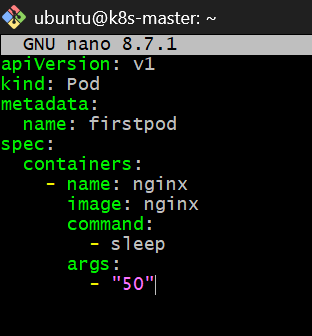 ubuntu@k8s-master: ~
GNU nano 8.7.1
apiVersion: v1
kind: Pod
metadata:
  name: firstpod
spec:
  containers:
    - name: nginx
      image: nginx
      command:
        - sleep
      args:
        - "50"